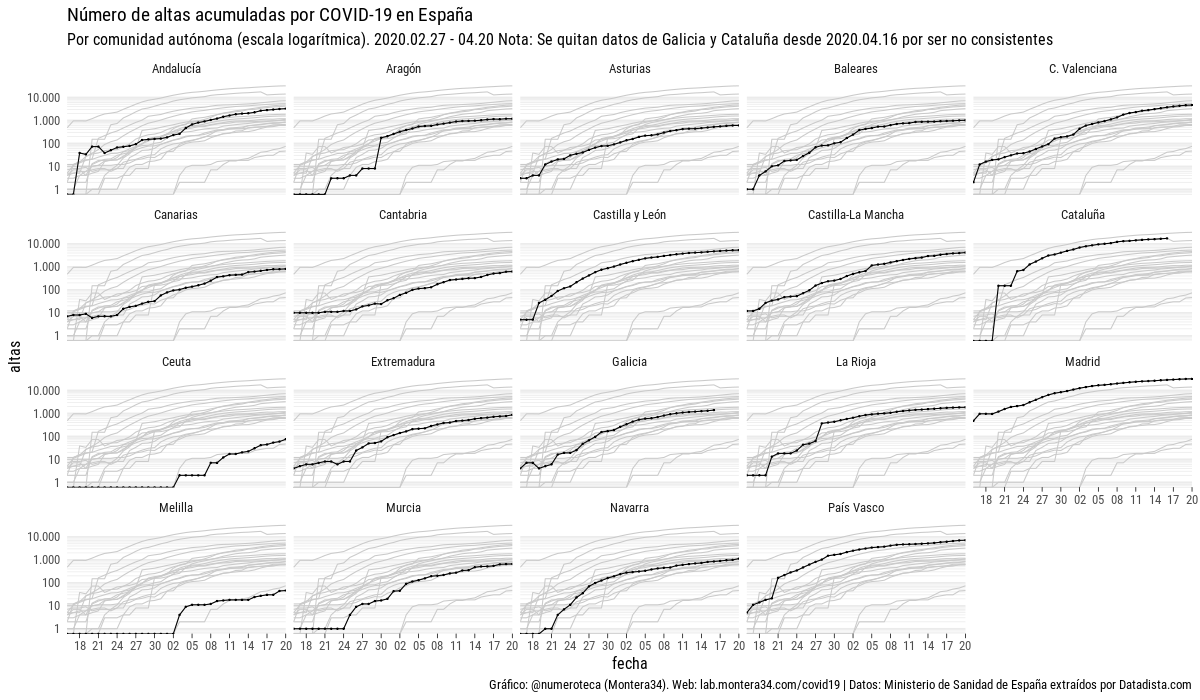 Número de altas acumuladas por COVID-19 en España
Por comunidad autónoma (escala logarítmica). 2020.02.27 - 04.20 Nota: Se quitan datos de Galicia y Cataluña desde 2020.04.16 por ser no consistentes
Andalucía Aragón Asturias Baleares C. Valenciana
10.000
1.000
100
10
1
Canarias Cantabria Castilla y León Castilla-La Mancha Cataluña
10.000
1.000
100
10
1
altas
Ceuta Extremadura Galicia La Rioja Madrid
10.000
1.000
100
10
1
18 21 24 27 30 02 05 08 11 14 17 20
Melilla Murcia Navarra País Vasco
10.000
1.000
100
10
1
18 21 24 27 30 02 05 08 11 14 17 20 18 21 24 27 30 02 05 08 11 14 17 20 18 21 24 27 30 02 05 08 11 14 17 20 18 21 24 27 30 02 05 08 11 14 17 20
fecha
Gráfico: @numeroteca (Montera34). Web: lab.montera34.com/covid19 | Datos: Ministerio de Sanidad de España extraídos por Datadista.com